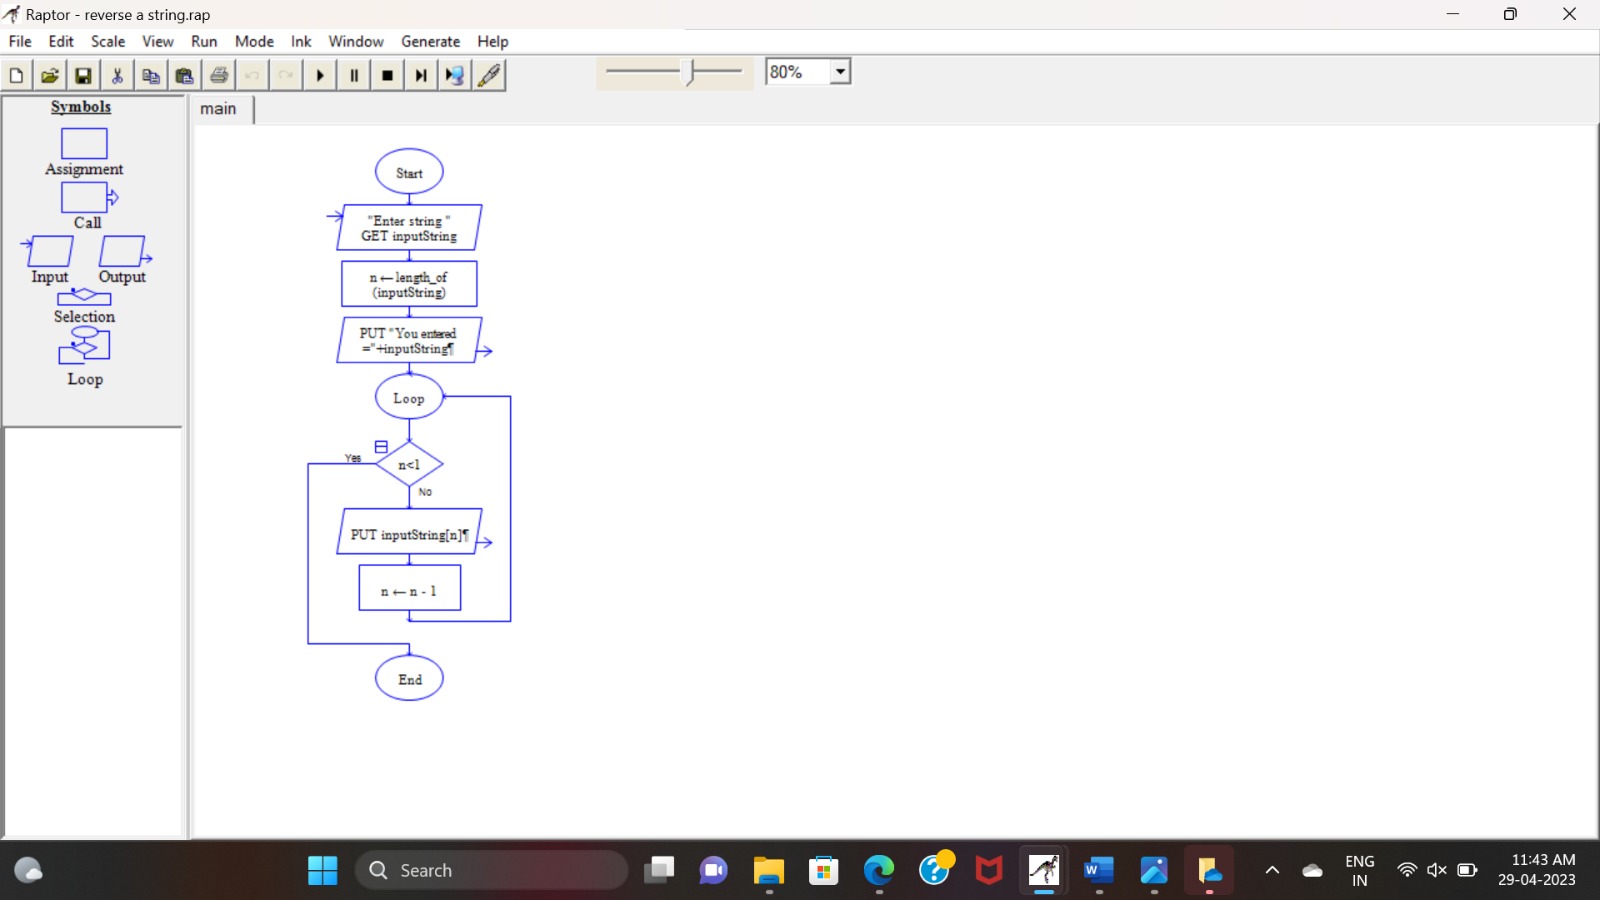 Raptor - reverse a string.rap
File Edit Scale View Run Mode Ink Window Generate Help
80%
Symbols
Assignment
Call
Input Output
Selection
Loop
main
Start
"Enter string "
GET inputString
n ← length_of
(inputString)
PUT "You entered
="+inputString¶
Loop
Yes
n<1
No
PUT inputString[n]¶
n ← n - 1
End
Search
ENG
IN
11:43 AM
29-04-2023